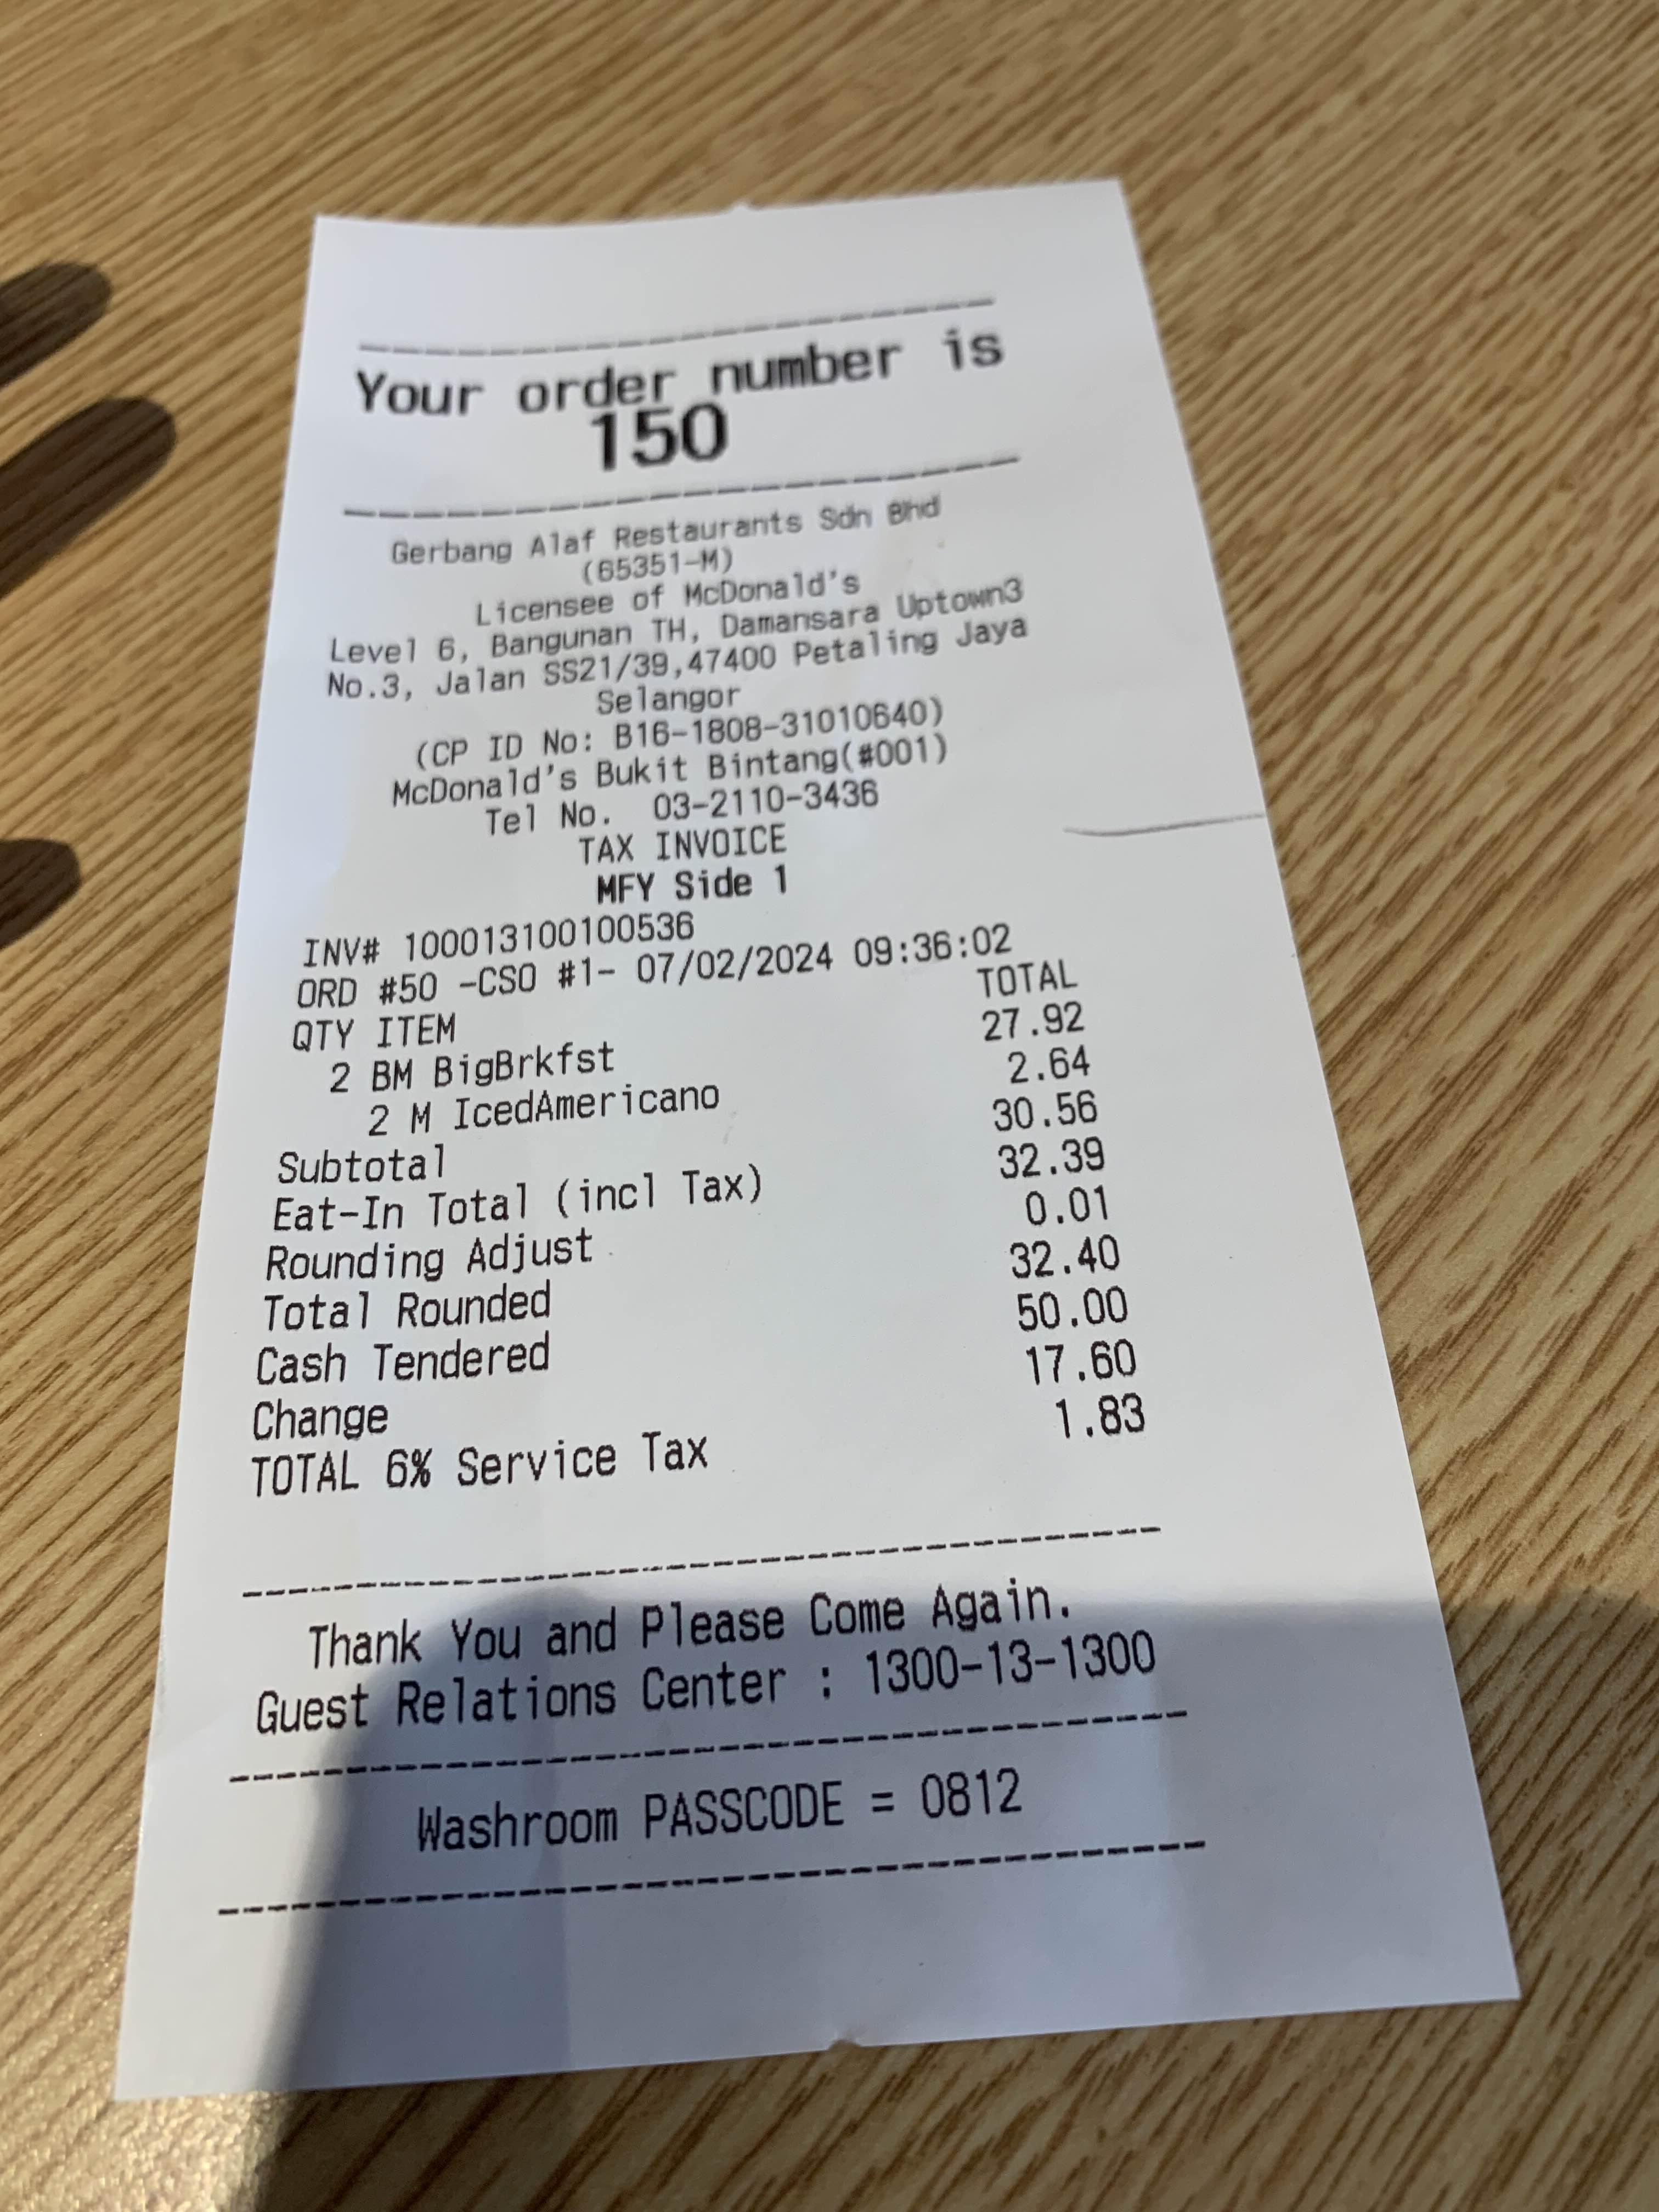 Your order number is
150
Gerbang Alaf Restaurants Sdn Bhd
(65351-M)
Licensee of McDonald's
Level 6, Bangunan TH, Damansara Uptown3
No.3, Jalan SS21/39,47400 Petaling Jaya
Selangor
(CP ID No: B16-1808-31010640)
McDonald's Bukit Bintang(#001)
Tel No. 03-2110-3436
TAX INVOICE
MFY Side 1
INV# 100013100100536
ORD #50 -CSO #1- 07/02/2024 09:36:02
QTY ITEM TOTAL
2 BM BigBrkfst 27.92
2 M IcedAmericano 2.64
Subtotal 30.56
Eat-In Total (incl Tax) 32.39
Rounding Adjust 0.01
Total Rounded 32.40
Cash Tendered 50.00
Change 17.60
TOTAL 6% Service Tax 1.83
Thank You and Please Come Again.
Guest Relations Center : 1300-13-1300
Washroom PASSCODE = 0812